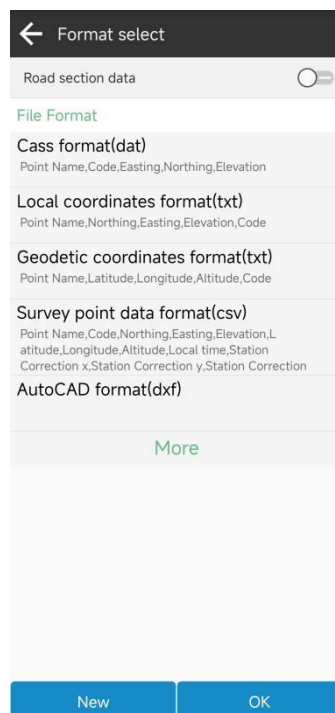 Format select
Road section data
File Format
Cass format(dat)
Point Name,Code,Easting,Northing,Elevation
Local coordinates format(txt)
Point Name,Northing,Easting,Elevation,Code
Geodetic coordinates format(txt)
Point Name,Latitude,Longitude,Altitude,Code
Survey point data format(csv)
Point Name,Code,Northing,Easting,Elevation,L
atitude,Longitude,Altitude,Local time,Station
Correction x,Station Correction y,Station Correction
AutoCAD format(dxf)
More
New OK